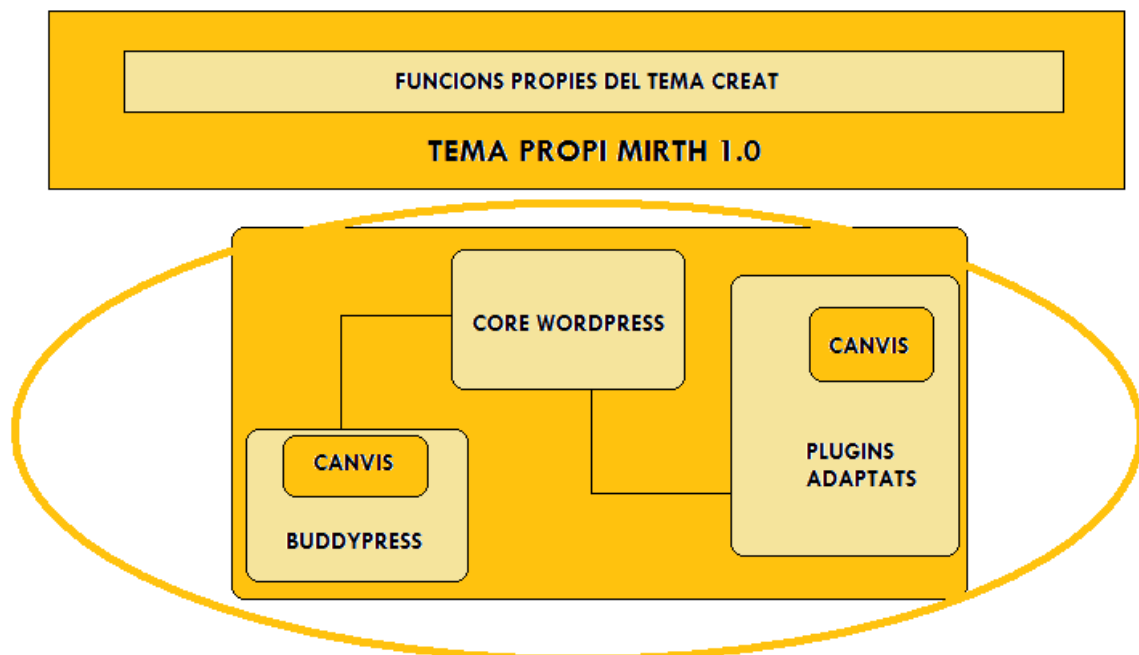 FUNCIONS PROPIES DEL TEMA CREAT
TEMA PROPI MIRTH 1.0
CORE WORDPRESS
CANVIS
PLUGINS
ADAPTATS
CANVIS
BUDDYPRESS